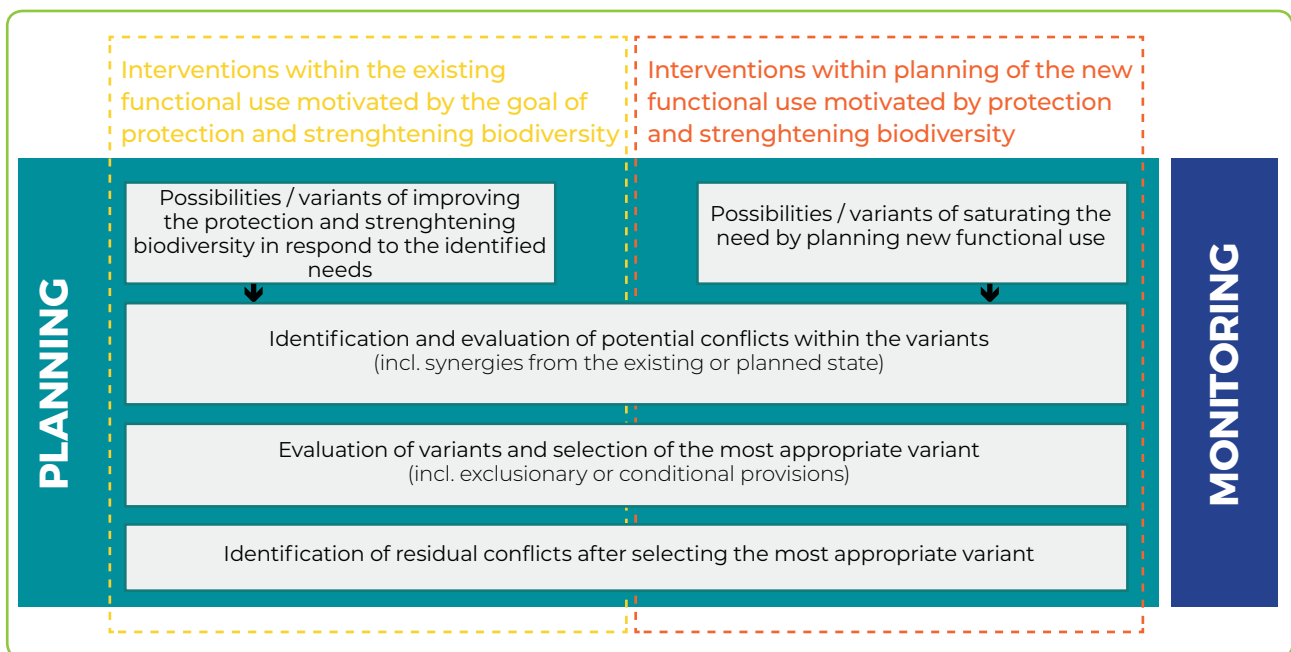 Interventions within the existing
functional use motivated by the goal of
protection and strenghtening biodiversity
Interventions within planning of the new
functional use motivated by protection
and strenghtening biodiversity
PLANNING
Possibilities / variants of improving
the protection and strenghtening
biodiversity in respond to the identified
needs
Possibilities / variants of saturating the
need by planning new functional use
Identification and evaluation of potential conflicts within the variants
(incl. synergies from the existing or planned state)
Evaluation of variants and selection of the most appropriate variant
(incl. exclusionary or conditional provisions)
Identification of residual conflicts after selecting the most appropriate variant
MONITORING